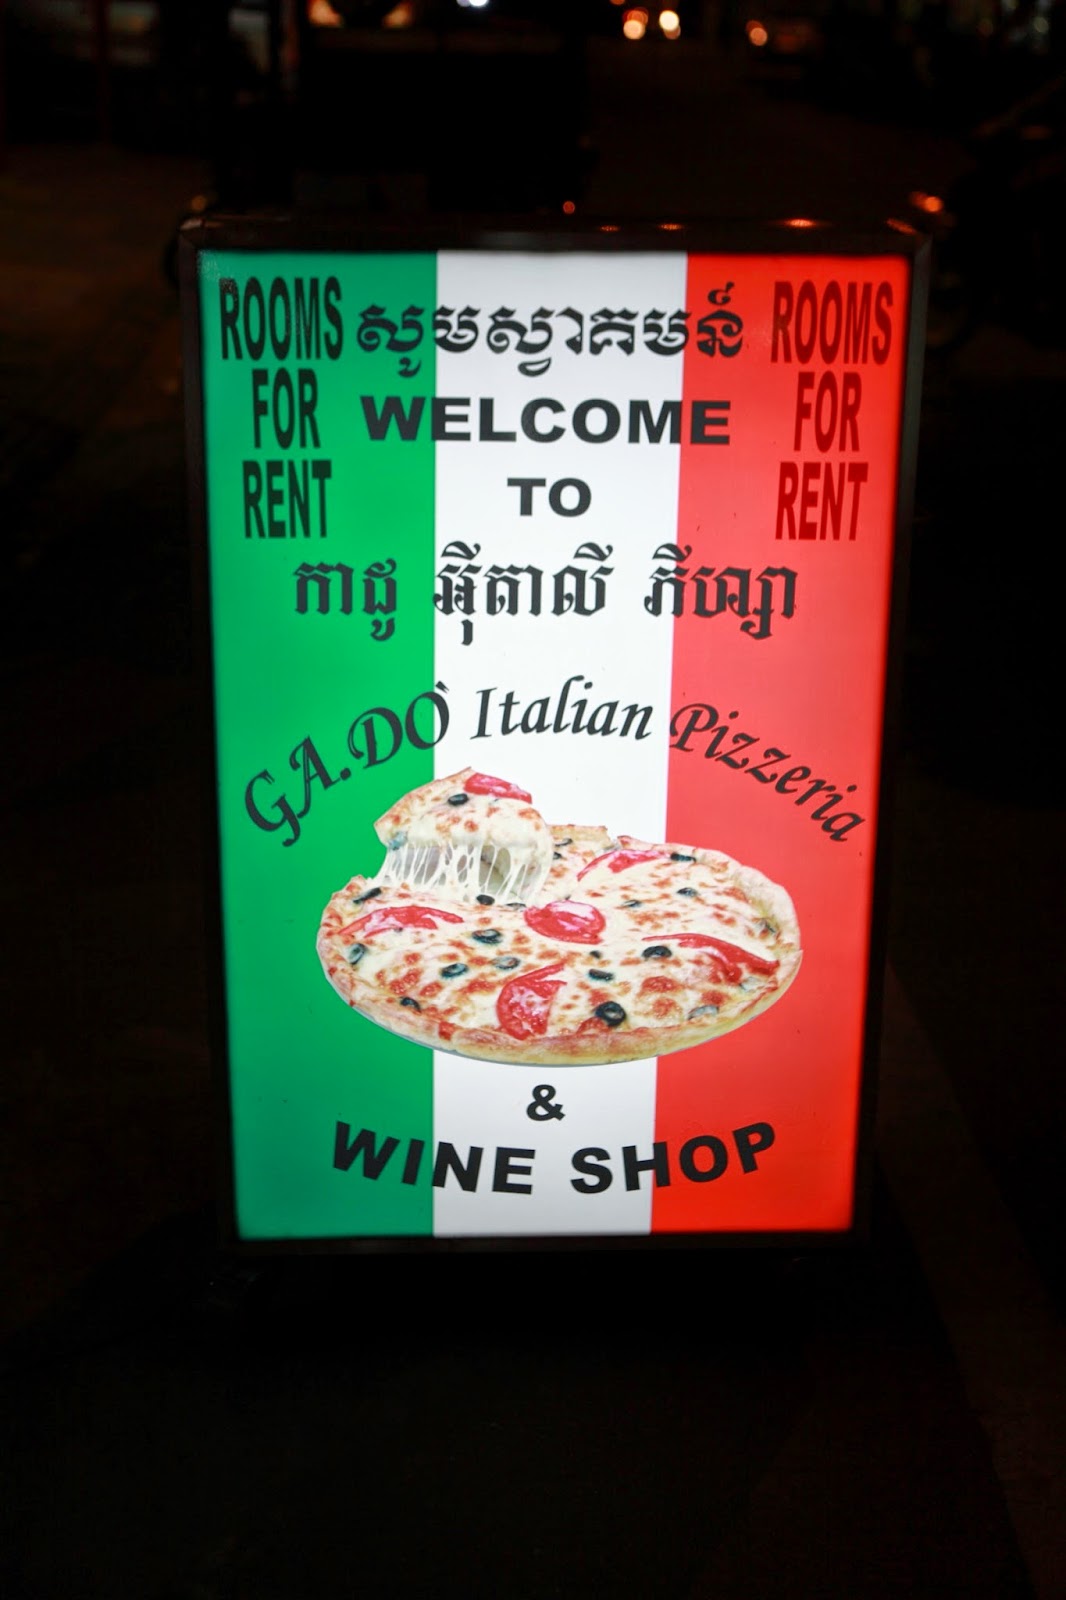 ROOMS
FOR
RENT
សូមស្វាគមន៍
ROOMS
FOR
RENT
WELCOME
TO
កាដូ អ៊ីតាលី ភីហ្សា
GA.DO' Italian Pizzeria
&
WINE SHOP